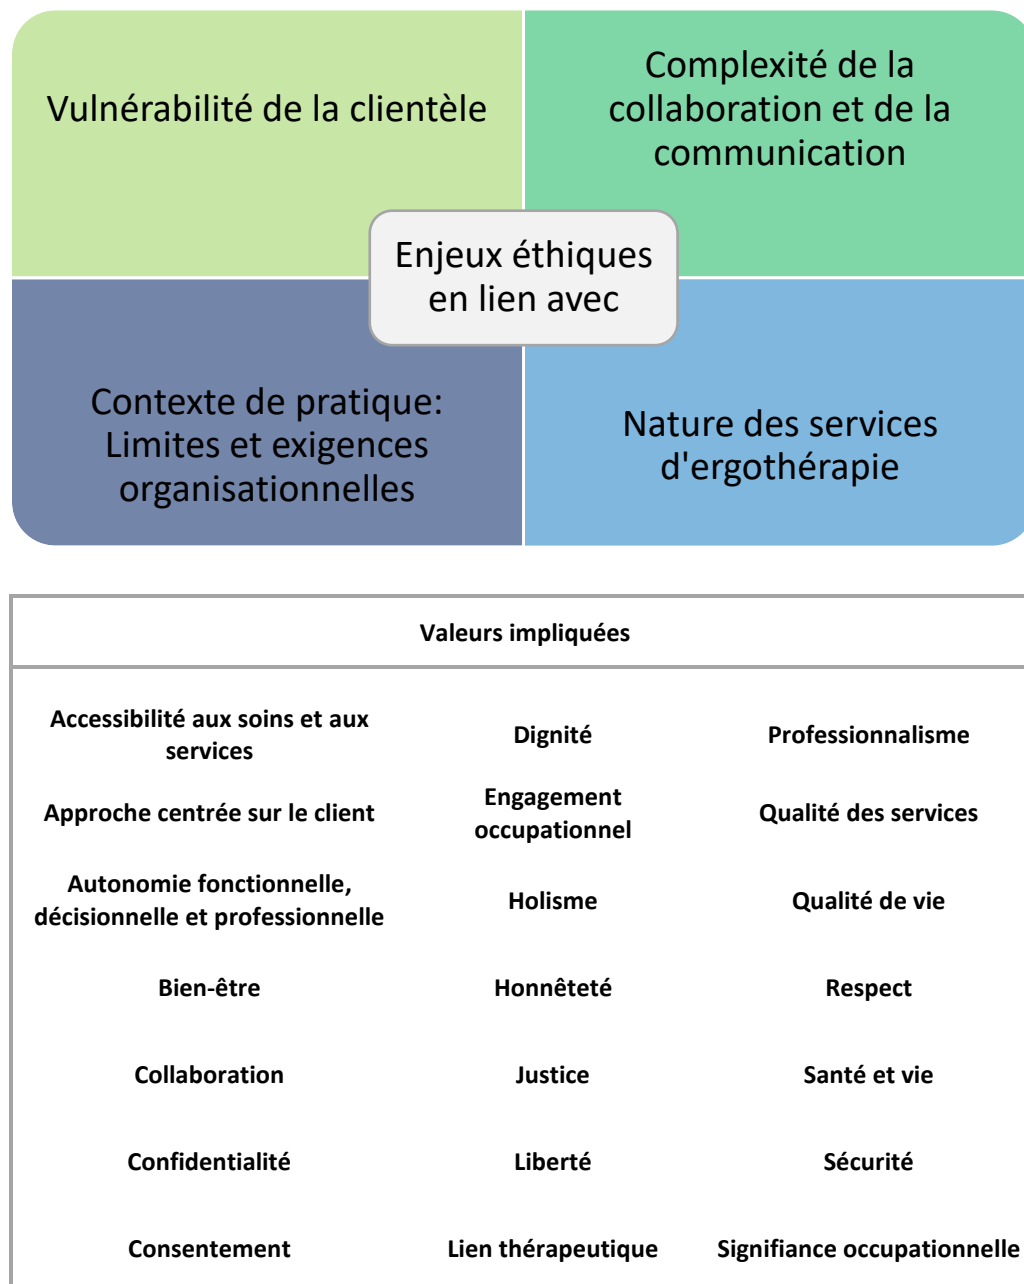 Vulnérabilité de la clientèle
Complexité de la
collaboration et de la
communication
Enjeux éthiques
en lien avec
Contexte de pratique:
Limites et exigences
organisationnelles
Nature des services
d'ergothérapie
Valeurs impliquées
Accessibilité aux soins et aux
services
Dignité
Professionnalisme
Approche centrée sur le client
Engagement
occupationnel
Qualité des services
Autonomie fonctionnelle,
décisionnelle et professionnelle
Holisme
Qualité de vie
Bien-être
Honnêteté
Respect
Collaboration
Justice
Santé et vie
Confidentialité
Liberté
Sécurité
Consentement
Lien thérapeutique
Signifiance occupationnelle